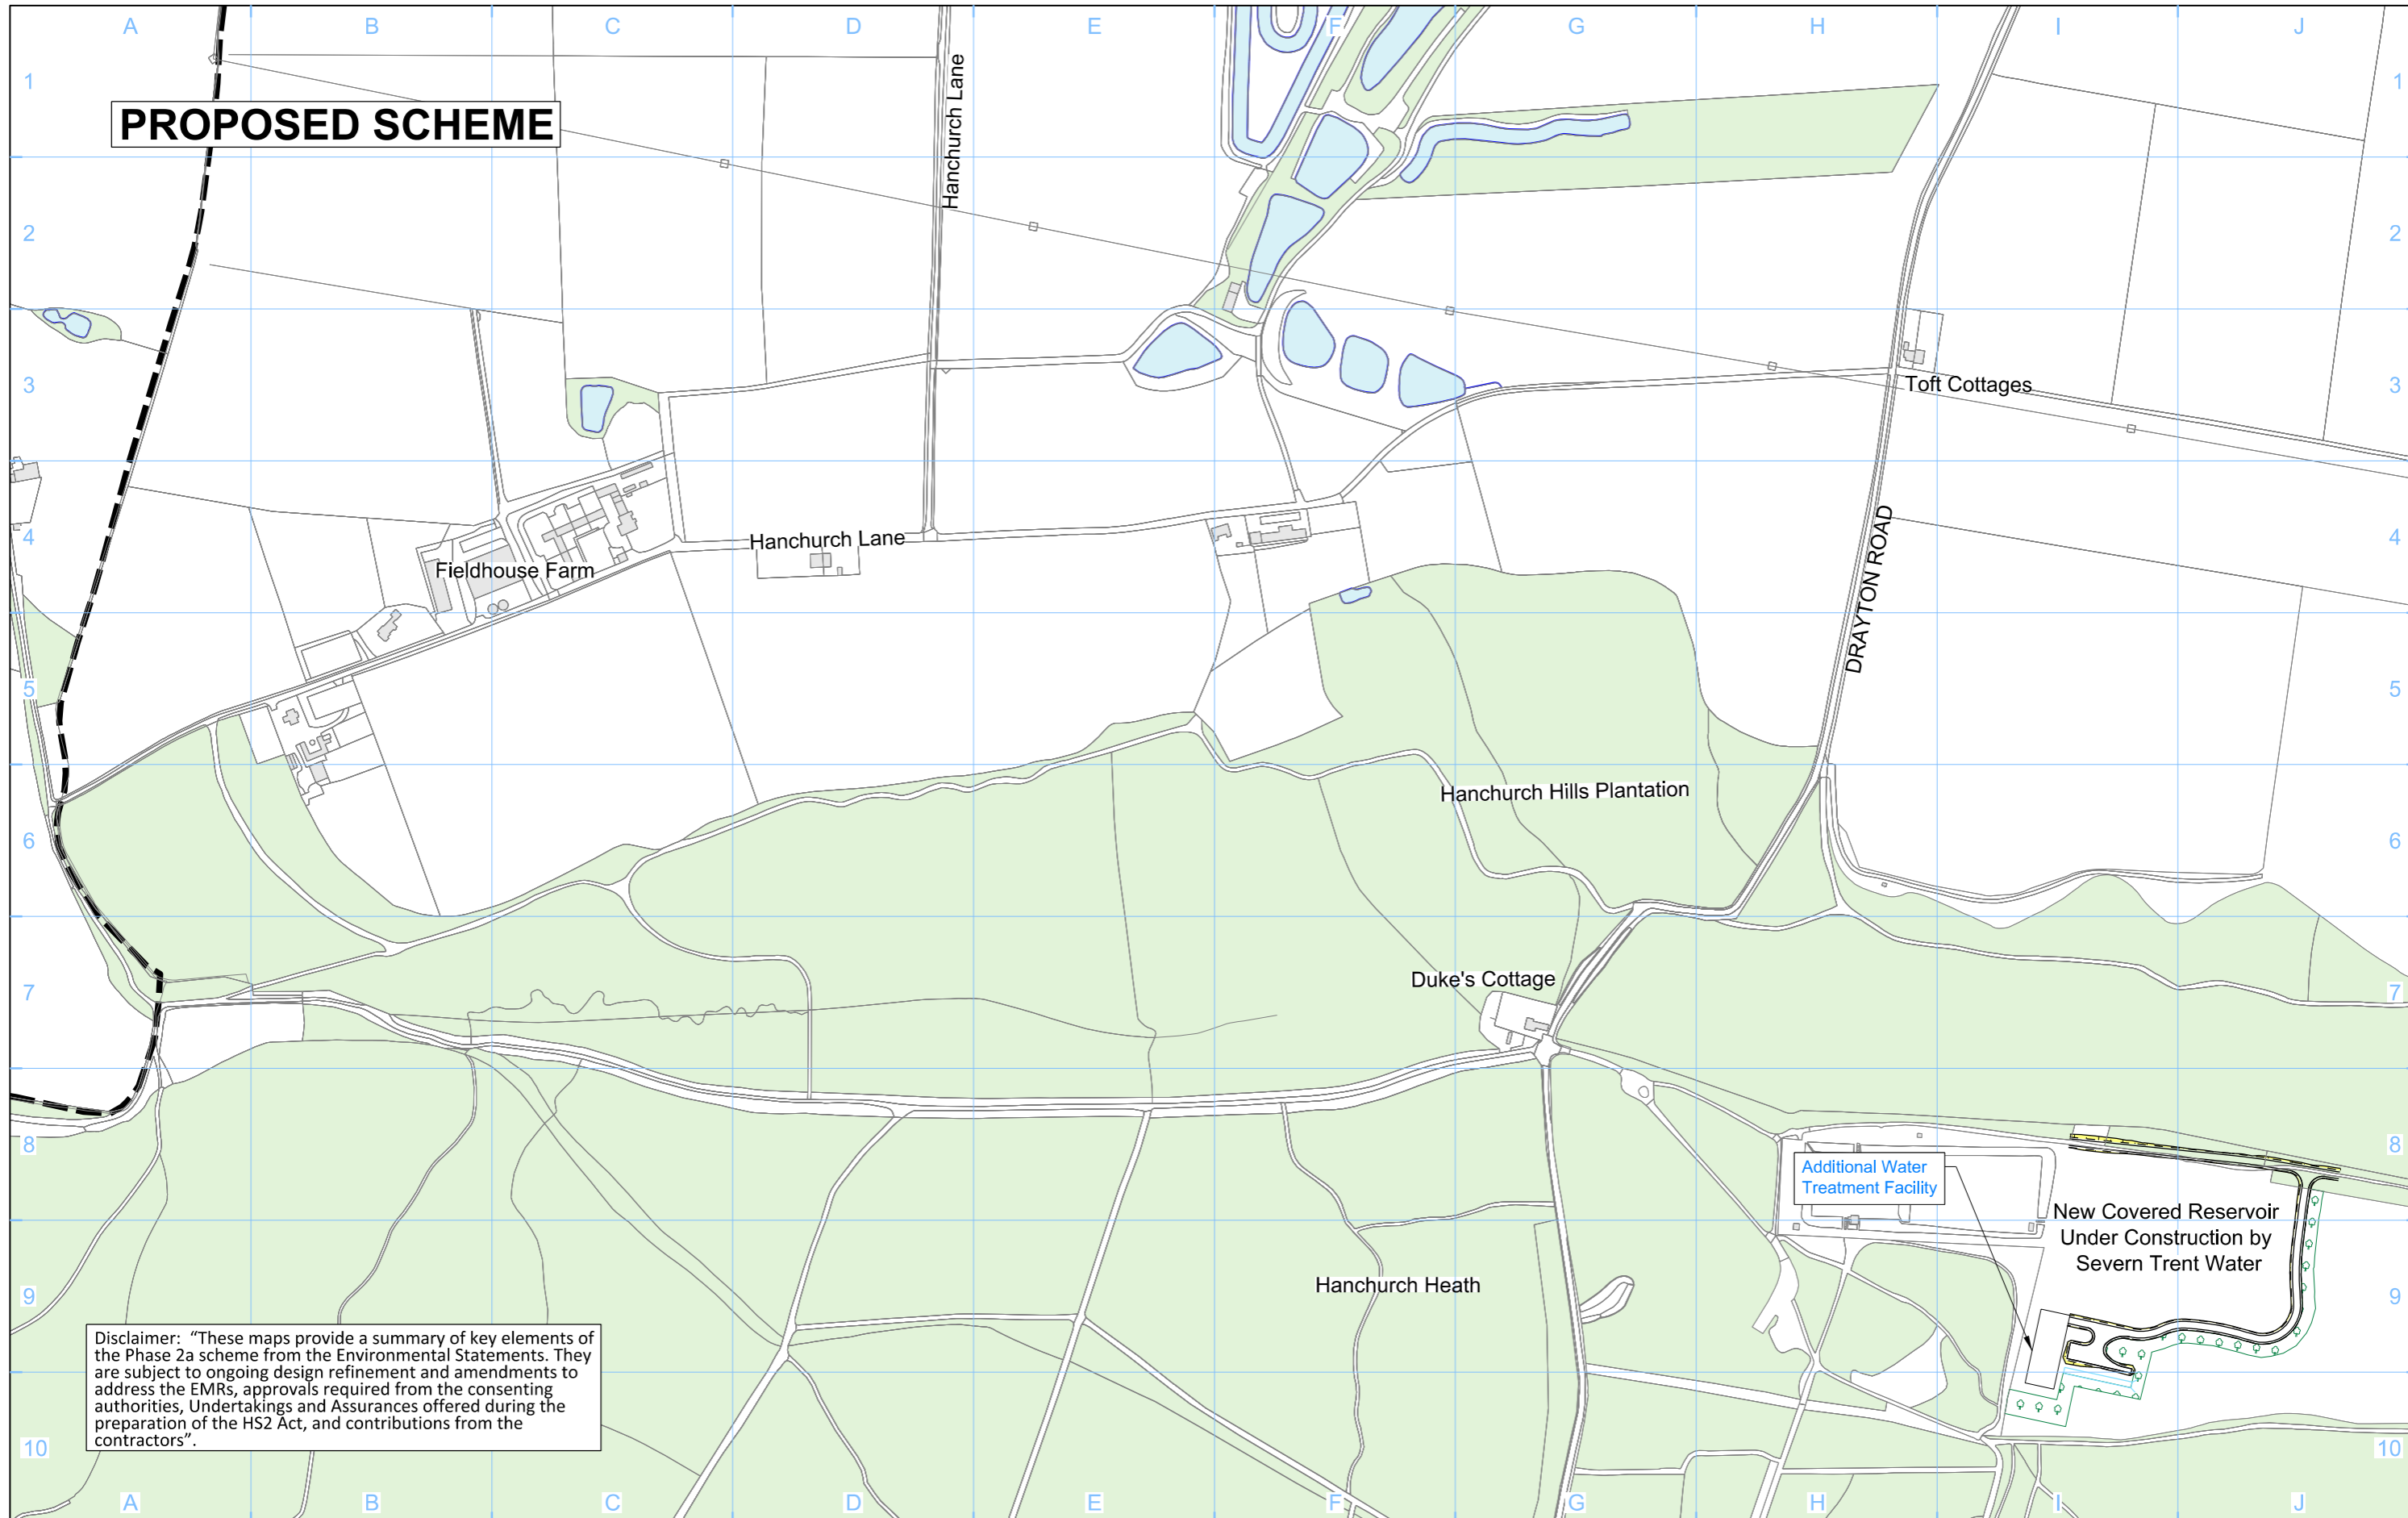 A B C D E F G H I J
1 1
PROPOSED SCHEME
Hanchurch Lane
2 2
3 3
Toft Cottages
4 4
Hanchurch Lane
Fieldhouse Farm
DRAYTON ROAD
5 5
Hanchurch Hills Plantation
6 6
Duke's Cottage
7 7
8 8
Additional Water
Treatment Facility
New Covered Reservoir
Under Construction by
Severn Trent Water
Hanchurch Heath
9 9
Disclaimer: “These maps provide a summary of key elements of
the Phase 2a scheme from the Environmental Statements. They
are subject to ongoing design refinement and amendments to
address the EMRs, approvals required from the consenting
authorities, Undertakings and Assurances offered during the
preparation of the HS2 Act, and contributions from the
contractors”.
10 10
A B C D E F G H I J